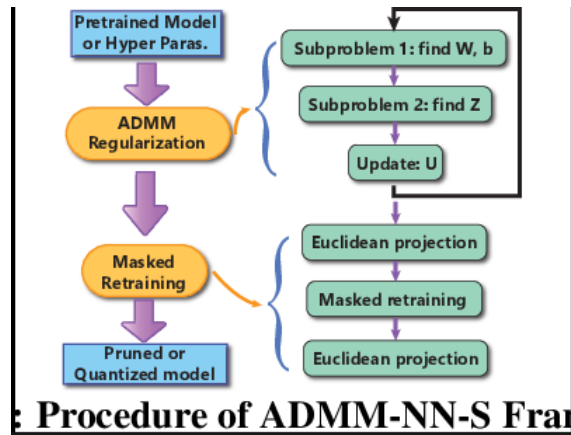 Pretrained Model
or Hyper Paras.
ADMM
Regularization
Masked
Retraining
Pruned or
Quantized model
Subproblem 1: find W, b
Subproblem 2: find Z
Update: U
Euclidean projection
Masked retraining
Euclidean projection
: Procedure of ADMM-NN-S